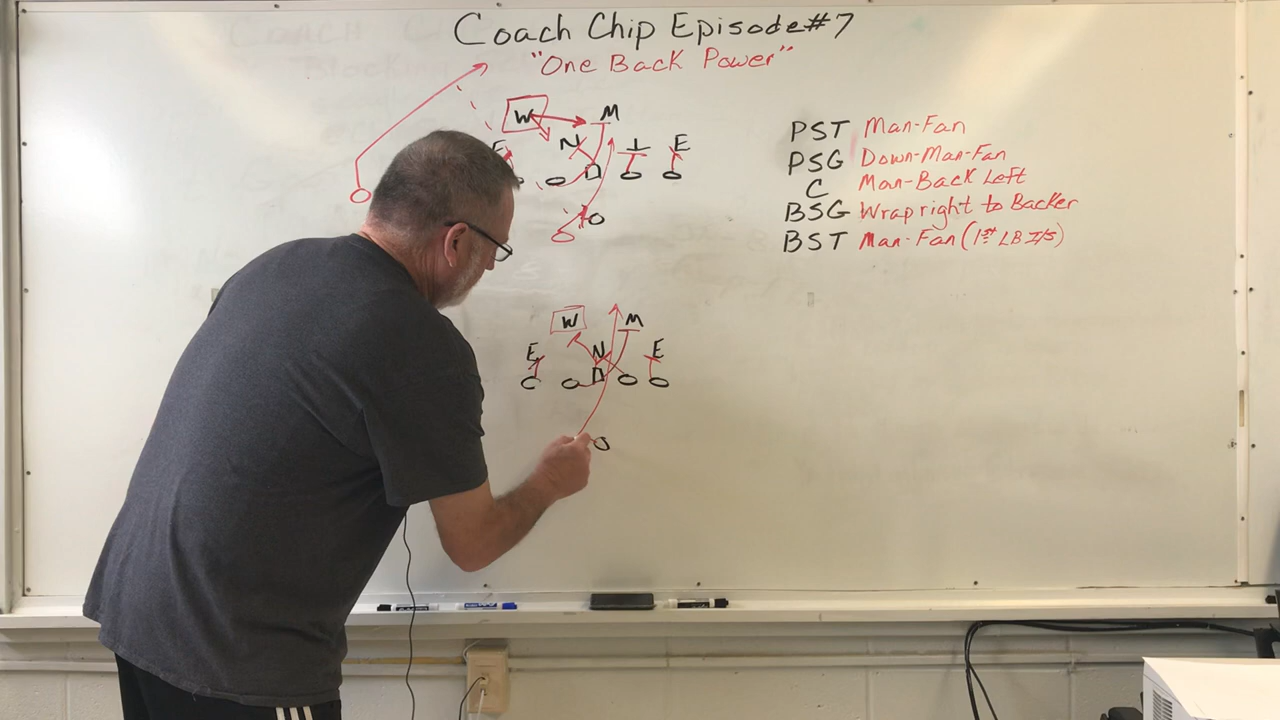 Coach Chip Episode #7
"One Back Power"
W M
E N T E
PST Man-Fan
PSG Down-Man-Fan
C Man-Back Left
BSG Wrap right to Backer
BST Man-Fan (1st LB I/S)
W M
E N E